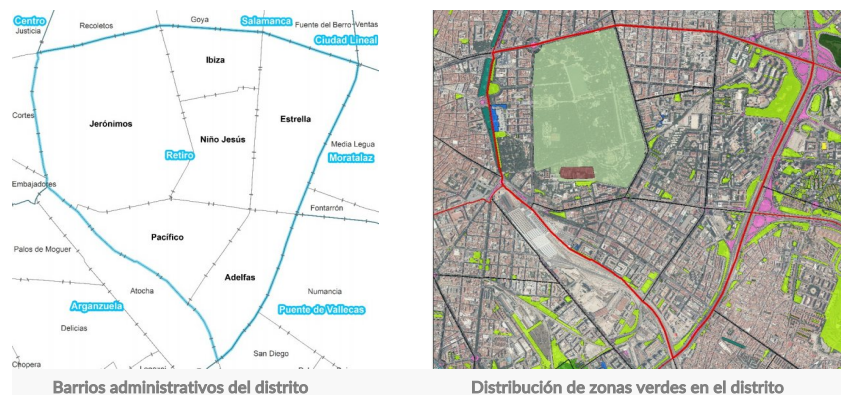 Centro
Justicia
Recoletos
Goya
Salamanca
Fuente del Berro
Ventas
Ciudad Lineal
Ibiza
Cortes
Jerónimos
Estrella
Niño Jesús
Media Legua
Retiro
Moratalaz
Embajadores
Fontarrón
Pacífico
Palos de Moguer
Adelfas
Atocha
Numancia
Arganzuela
Puente de Vallecas
Delicias
San Diego
Chopera
Barrios administrativos del distrito
Distribución de zonas verdes en el distrito